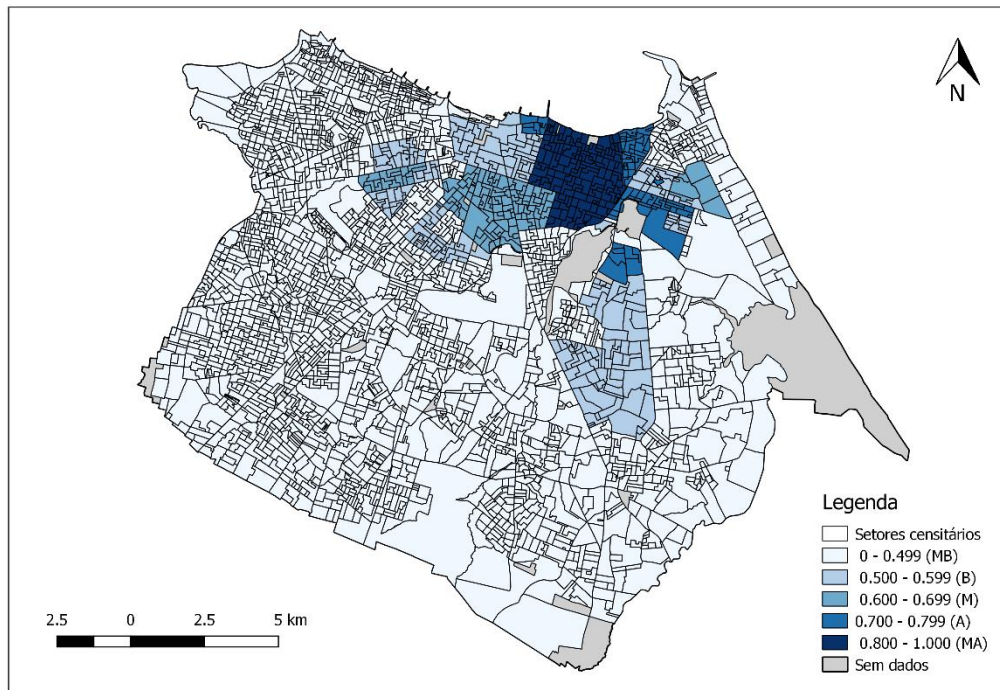 N
Legenda
Setores censitários
0 - 0.499 (MB)
0.500 - 0.599 (B)
0.600 - 0.699 (M)
0.700 - 0.799 (A)
0.800 - 1.000 (MA)
Sem dados
2.5 0 2.5 5 km